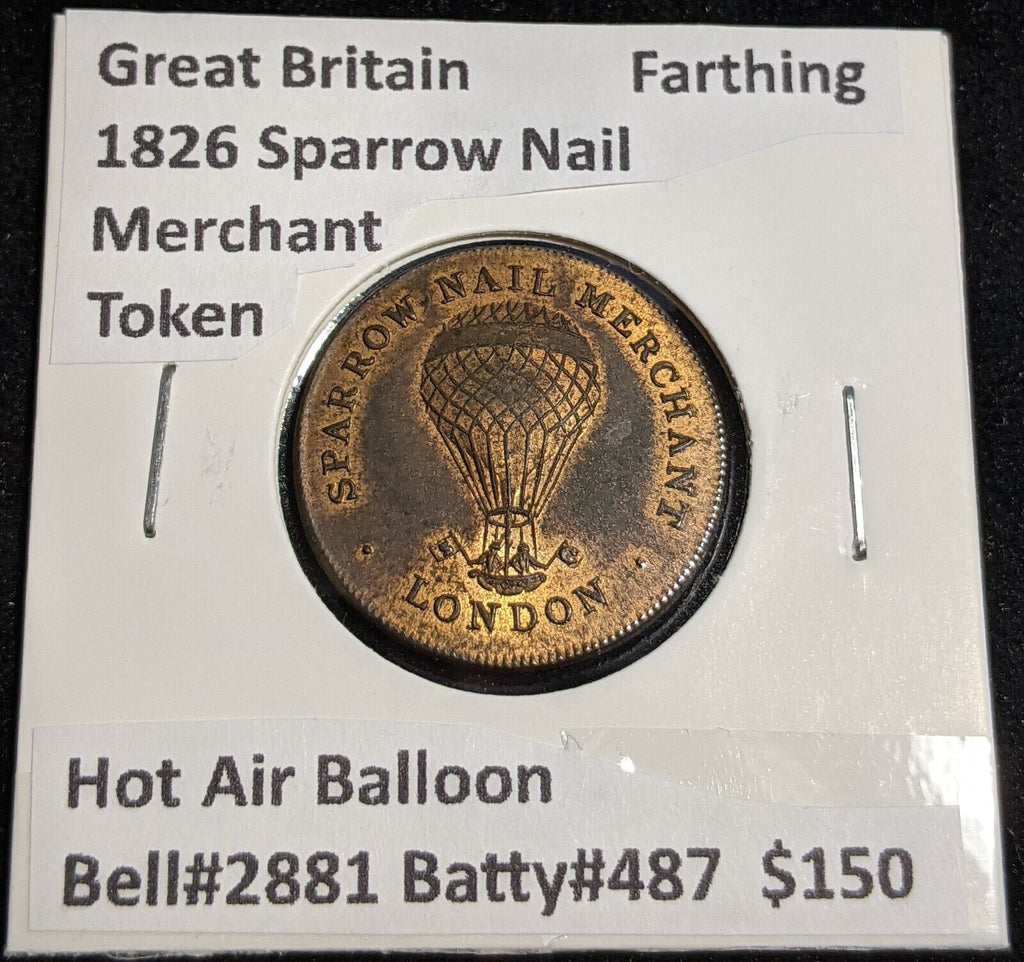 Great Britain Farthing
1826 Sparrow Nail
Merchant
Token
SPARROW·NAIL MERCHANT
LONDON
Hot Air Balloon
Bell#2881 Batty#487 $150